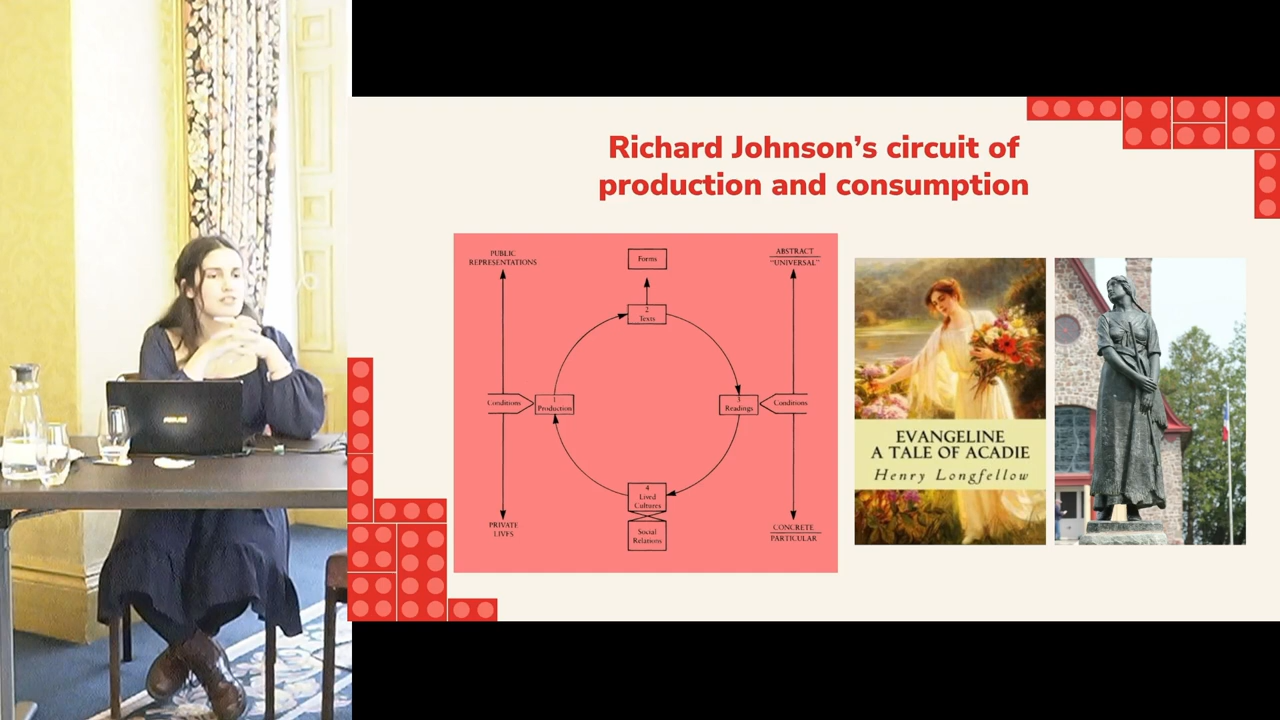 Richard Johnson's circuit of
production and consumption
PUBLIC
REPRESENTATIONS
Forms
ABSTRACT
"UNIVERSAL"
2
Texts
Conditions
1
Production
3
Readings
Conditions
4
Lived
Cultures
Social
Relations
PRIVATE
LIVES
CONCRETE
PARTICULAR
EVANGELINE
A TALE OF ACADIE
Henry Longfellow
ASUS